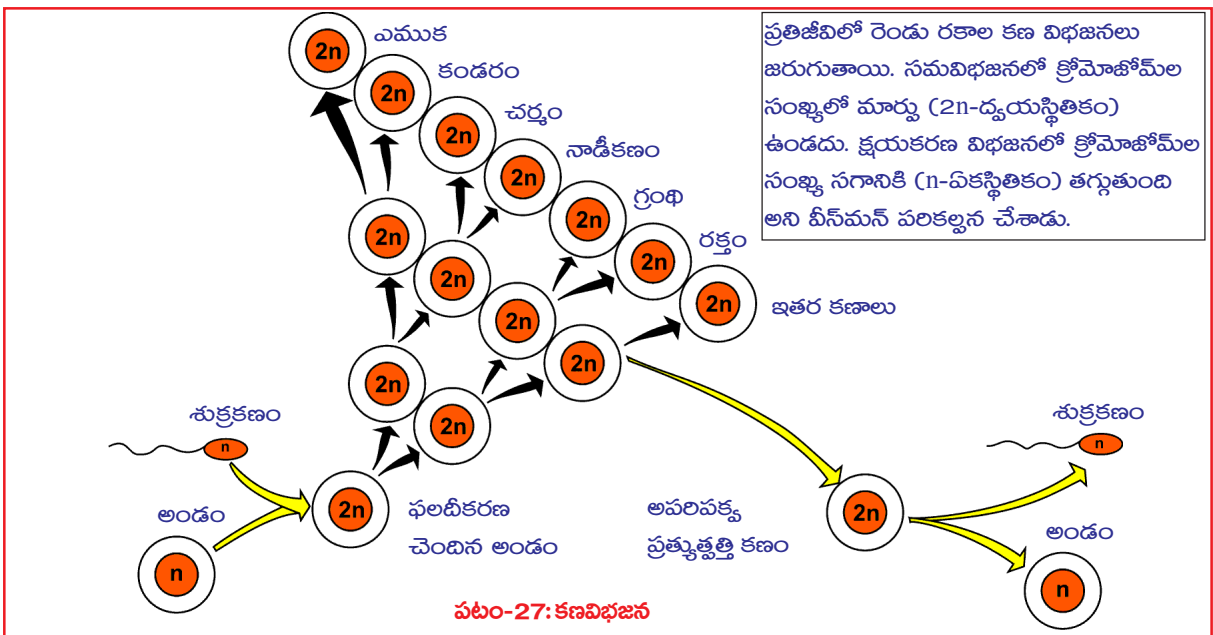 ప్రతిజీవిలో రెండు రకాల కణ విభజనలు
జరుగుతాయి. సమవిభజనలో క్రోమోజోమ్‌ల
సంఖ్యలో మార్పు (2n-ద్వయస్థితికం)
ఉండదు. క్షయకరణ విభజనలో క్రోమోజోమ్‌ల
సంఖ్య సగానికి (n-ఏకస్థితికం) తగ్గుతుంది
అని వీస్‌మన్ పరికల్పన చేశాడు.
2n ఎముక
2n కండరం
2n చర్మం
2n నాడీకణం
2n గ్రంథి
2n రక్తం
2n ఇతర కణాలు
2n
2n
2n
2n
2n
2n
శుక్రకణం
n
అండం
n
2n
ఫలదీకరణ
చెందిన అండం
అపరిపక్వ
ప్రత్యుత్పత్తి కణం
2n
శుక్రకణం
n
అండం
n
పటం-27: కణవిభజన